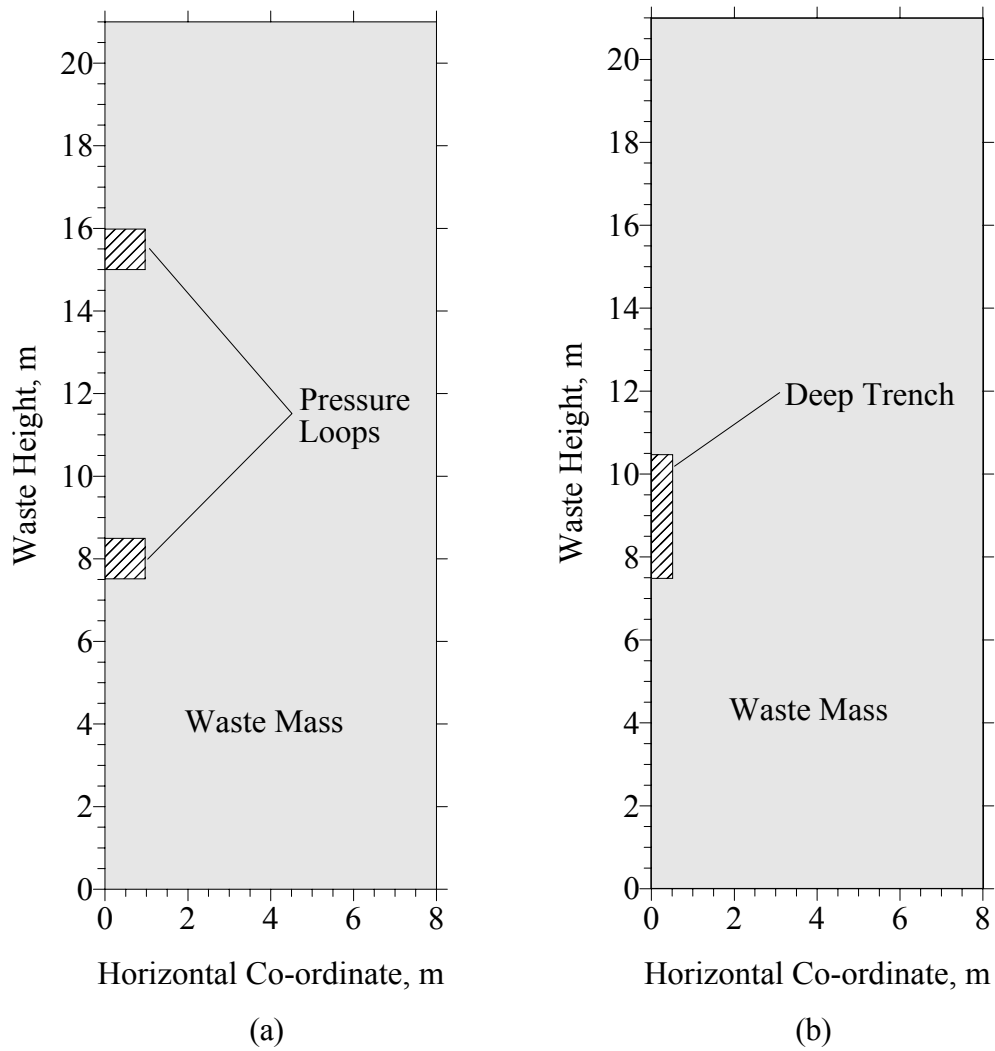 20
18
16
14
12
10
8
6
4
2
0
0 2 4 6 8
Waste Height, m
Pressure
Loops
Waste Mass
Horizontal Co-ordinate, m
(a)
20
18
16
14
12
10
8
6
4
2
0
0 2 4 6 8
Waste Height, m
Deep Trench
Waste Mass
Horizontal Co-ordinate, m
(b)